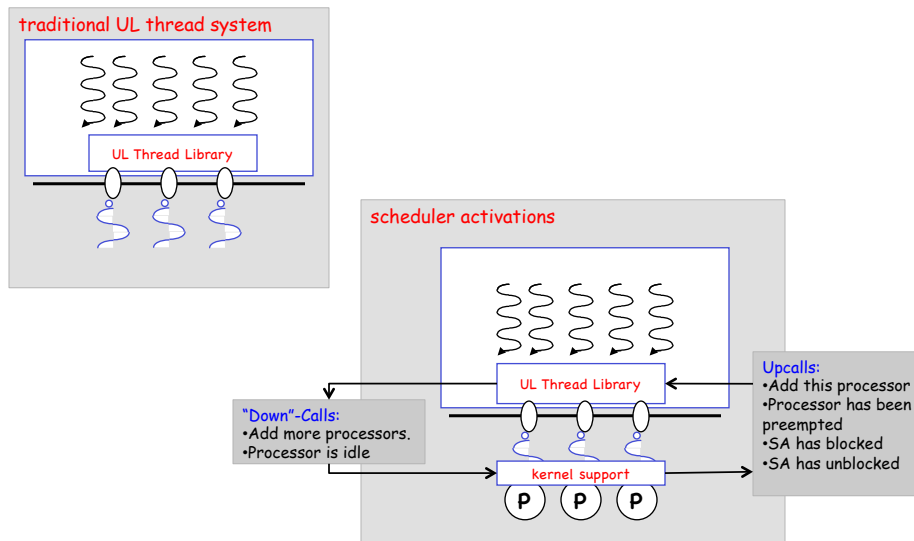 traditional UL thread system
UL Thread Library
scheduler activations
UL Thread Library
"Down"-Calls:
•Add more processors.
•Processor is idle
Upcalls:
•Add this processor
•Processor has been
preempted
•SA has blocked
•SA has unblocked
kernel support
P P P